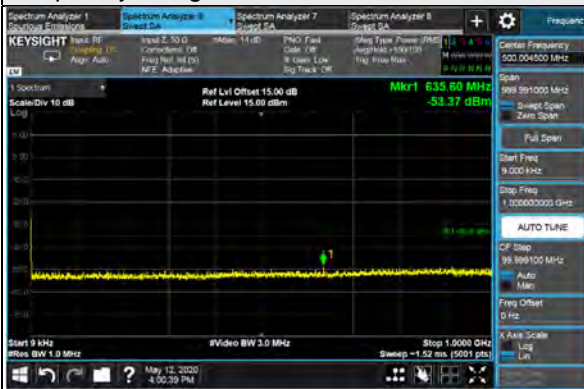 Spectrum Analyzer 1
Spurious Emissions
Spectrum Analyzer
Swept SA
Spectrum Analyzer 7
Swept SA
Spectrum Analyzer 8
Swept SA
+
Frequency
KEYSIGHT
Input: RF
Coupling: DC
Align: Auto
Input Z: 50 Ω
Corrections: Off
Freq Ref: Int (S)
NFE: Adaptive
#Atten: 14 dB
PNO: Fast
Gate: Off
IF Gain: Low
Sig Track: Off
#Avg Type: Power (RMS)
Avg|Hold: >100/100
Trig: Free Run
Center Frequency
500.004500 MHz
Span
999.991000 MHz
Swept Span
Zero Span
Full Span
Start Freq
9.000 kHz
Stop Freq
1.000000000 GHz
AUTO TUNE
CF Step
99.999100 MHz
Auto
Man
Freq Offset
0 Hz
X Axis Scale
Log
Lin
1 Spectrum
Scale/Div 10 dB
Log
Ref Lvl Offset 15.00 dB
Ref Level 15.00 dBm
Mkr1 635.60 MHz
-53.37 dBm
1
Start 9 kHz
#Res BW 1.0 MHz
#Video BW 3.0 MHz
Stop 1.0000 GHz
Sweep ~1.52 ms (5001 pts)
?
May 12, 2020
4:00:39 PM